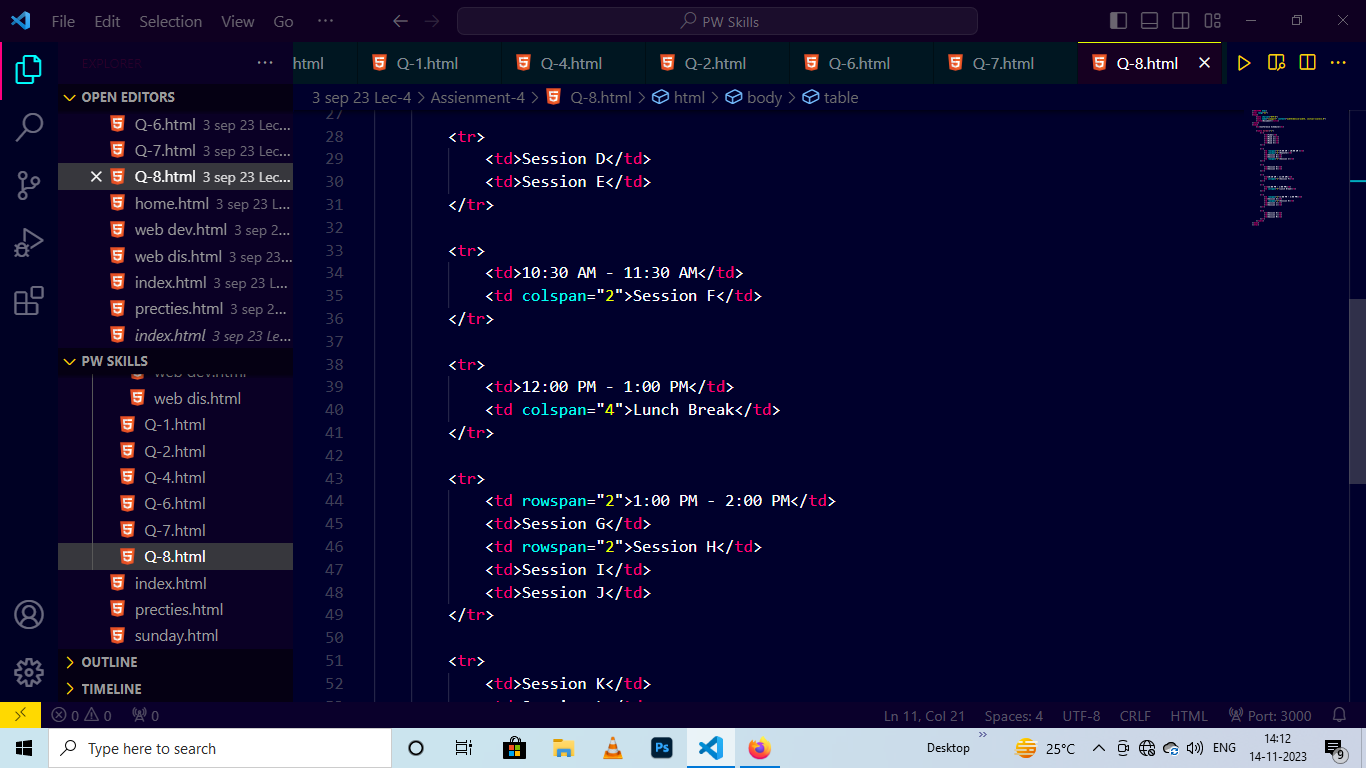 File Edit Selection View Go ··· PW Skills
EXPLORER ···
html Q-1.html Q-4.html Q-2.html Q-6.html Q-7.html Q-8.html
OPEN EDITORS
Q-6.html 3 sep 23 Lec...
Q-7.html 3 sep 23 Lec...
Q-8.html 3 sep 23 Lec...
home.html 3 sep 23 L...
web dev.html 3 sep 2...
web dis.html 3 sep 23...
index.html 3 sep 23 L...
precties.html 3 sep 2...
index.html 3 sep 23 Le...
PW SKILLS
web dev.html
web dis.html
Q-1.html
Q-2.html
Q-4.html
Q-6.html
Q-7.html
Q-8.html
index.html
precties.html
sunday.html
OUTLINE
TIMELINE
3 sep 23 Lec-4 > Assienment-4 > Q-8.html > html > body > table
27
28 <tr>
29 <td>Session D</td>
30 <td>Session E</td>
31 </tr>
32
33 <tr>
34 <td>10:30 AM - 11:30 AM</td>
35 <td colspan="2">Session F</td>
36 </tr>
37
38 <tr>
39 <td>12:00 PM - 1:00 PM</td>
40 <td colspan="4">Lunch Break</td>
41 </tr>
42
43 <tr>
44 <td rowspan="2">1:00 PM - 2:00 PM</td>
45 <td>Session G</td>
46 <td rowspan="2">Session H</td>
47 <td>Session I</td>
48 <td>Session J</td>
49 </tr>
50
51 <tr>
52 <td>Session K</td>
0 0 0 Ln 11, Col 21 Spaces: 4 UTF-8 CRLF HTML Port: 3000
Type here to search Ps Desktop 25°C ENG 14:12
14-11-2023 9